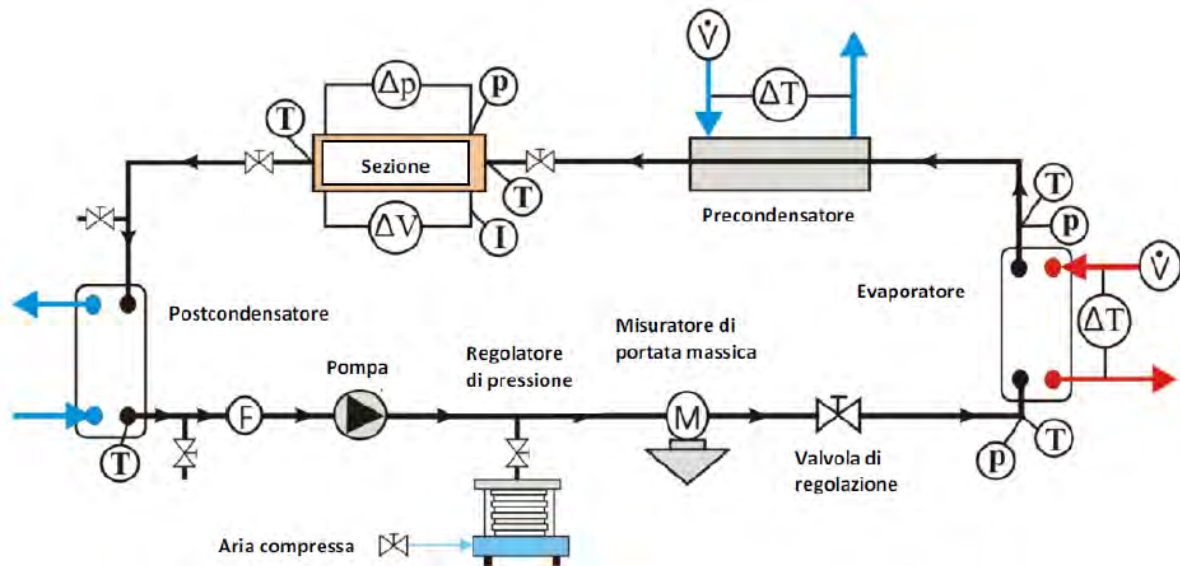 V̇
Δp
p
ΔT
T
Sezione
T
Precondensatore
T
p
ΔV
I
Evaporatore
V̇
ΔT
Postcondensatore
Misuratore di
portata massica
Regolatore
di pressione
Pompa
F
M
T
Valvola di
regolazione
p
T
Aria compressa